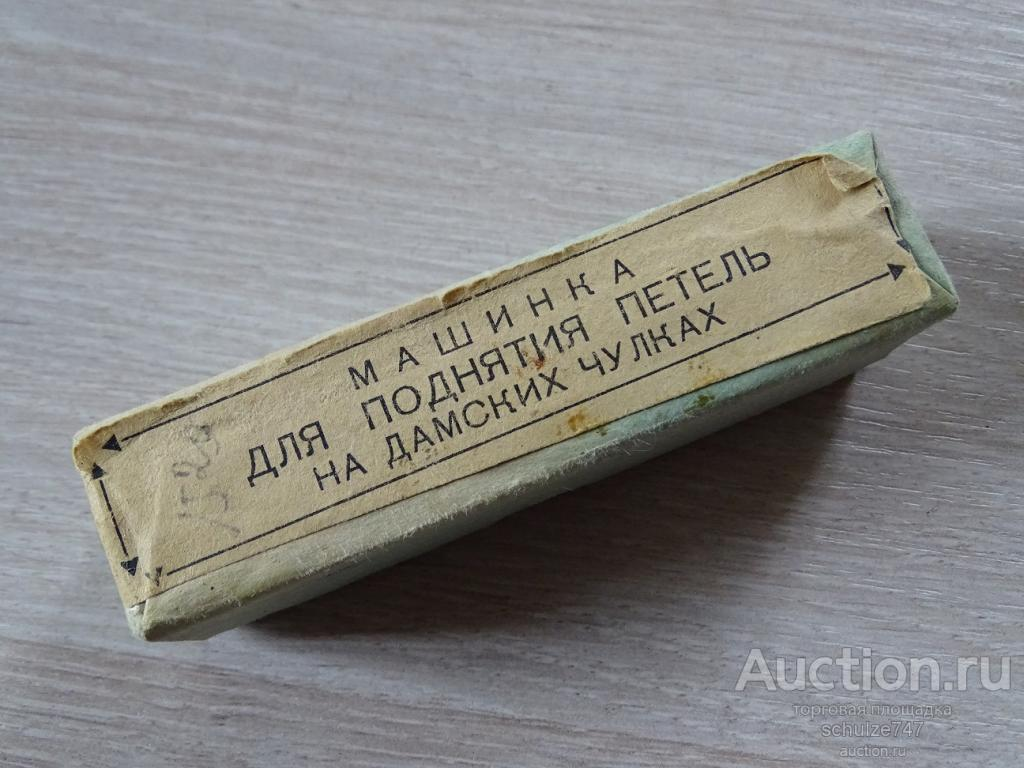 МАШИНКА
ДЛЯ ПОДНЯТИЯ ПЕТЕЛЬ
НА ДАМСКИХ ЧУЛКАХ
Auction.ru
торговая площадка
schulze747
auction.ru